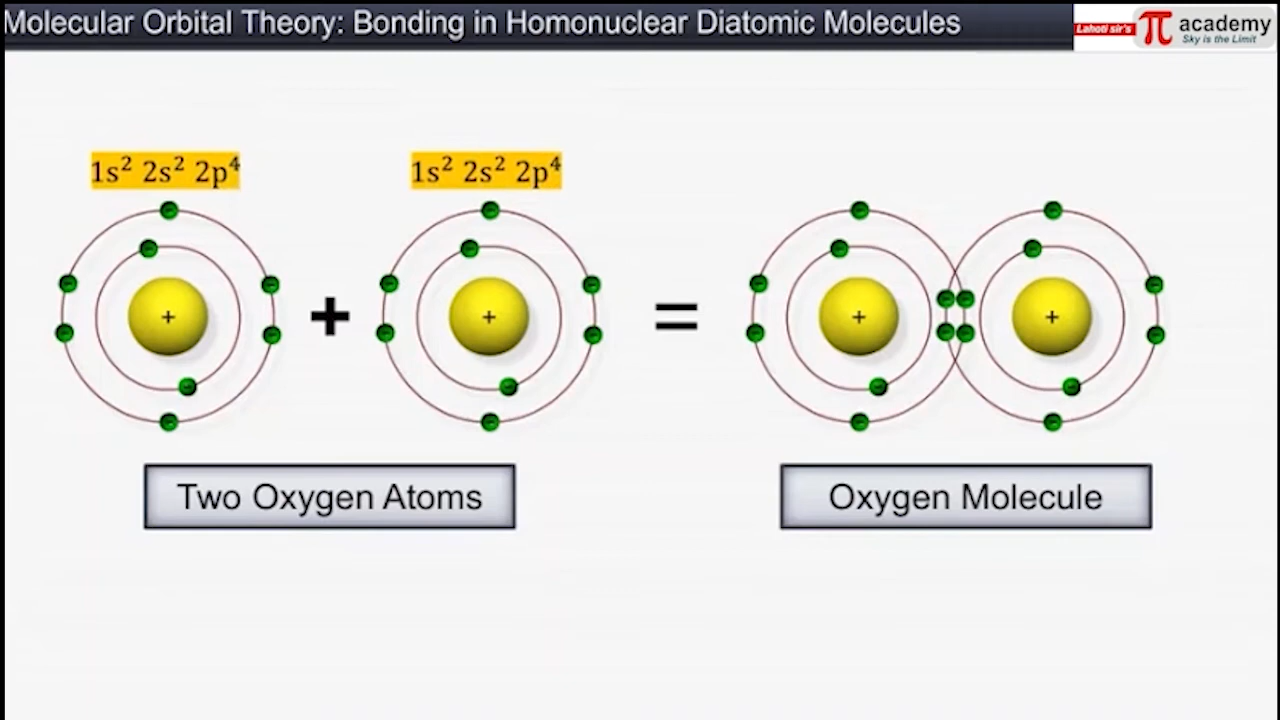 Molecular Orbital Theory: Bonding in Homonuclear Diatomic Molecules
Lahoti sir's π academy
Sky is the Limit
1s² 2s² 2p⁴
1s² 2s² 2p⁴
+ + + = + +
Two Oxygen Atoms
Oxygen Molecule